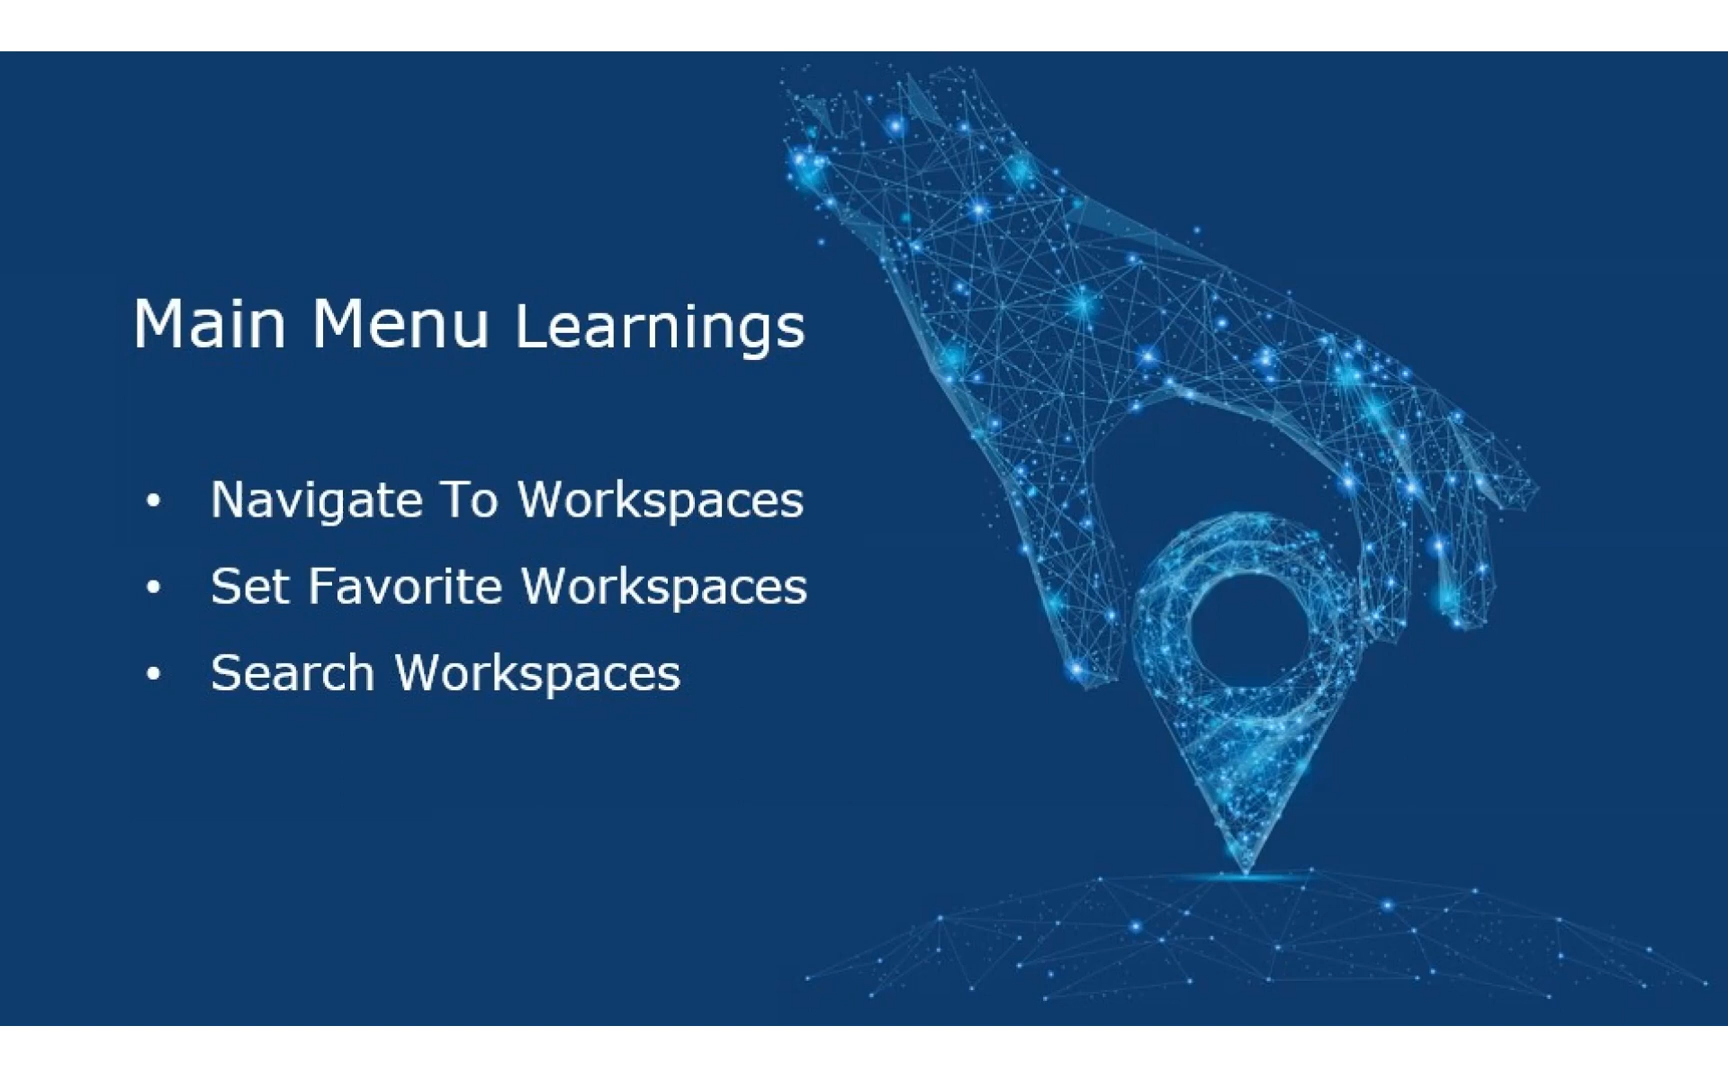 Main Menu Learnings
• Navigate To Workspaces
• Set Favorite Workspaces
• Search Workspaces